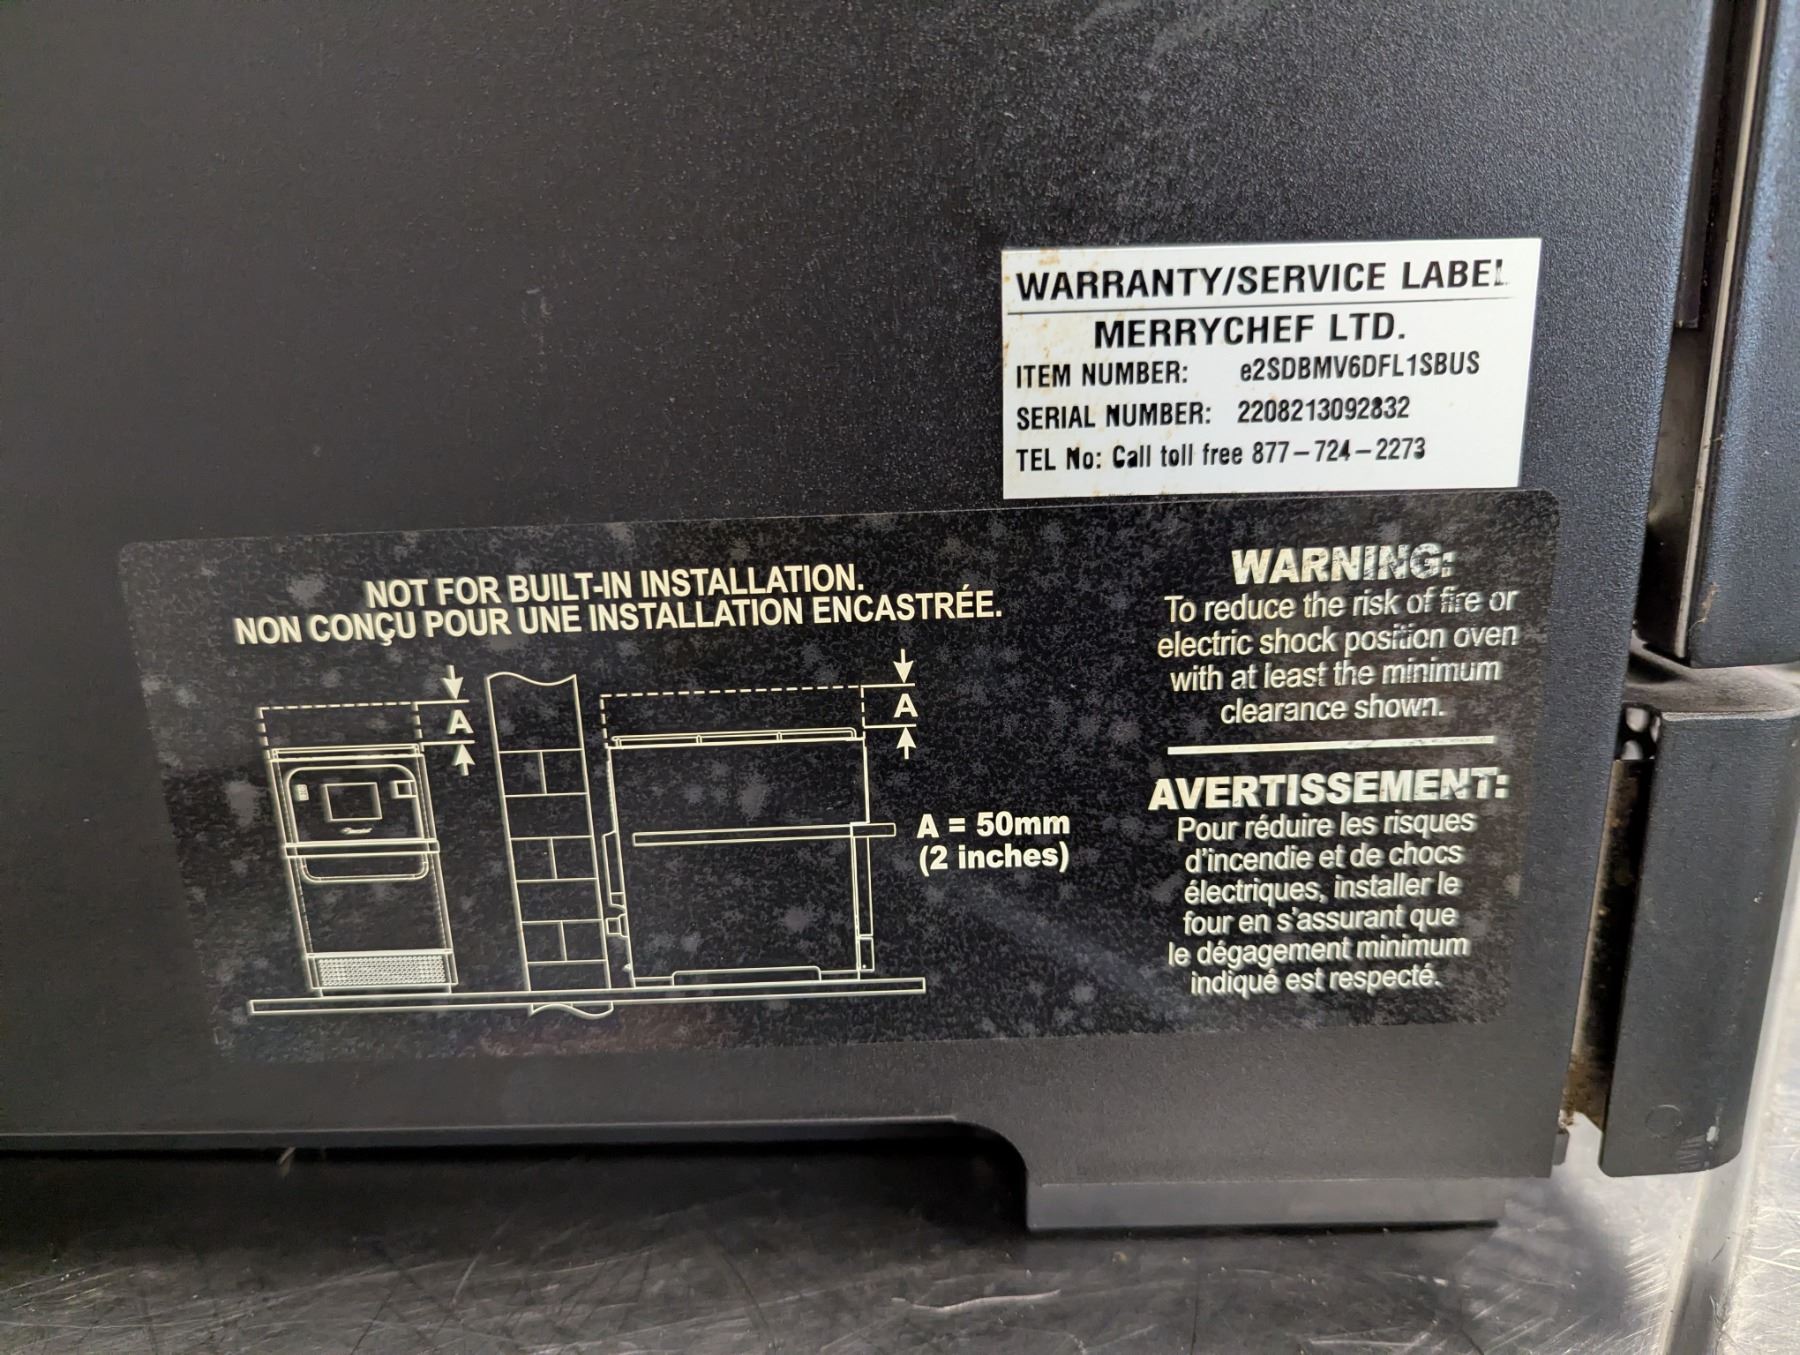 WARRANTY/SERVICE LABEL
MERRYCHEF LTD.
ITEM NUMBER: e2SDBMV6DFL1SBUS
SERIAL NUMBER: 2208213092832
TEL No: Call toll free 877-724-2273
NOT FOR BUILT-IN INSTALLATION.
NON CONÇU POUR UNE INSTALLATION ENCASTRÉE.
A
A
A = 50mm
(2 inches)
WARNING:
To reduce the risk of fire or
electric shock position oven
with at least the minimum
clearance shown.
AVERTISSEMENT:
Pour réduire les risques
d'incendie et de chocs
électriques, installer le
four en s'assurant que
le dégagement minimum
indiqué est respecté.